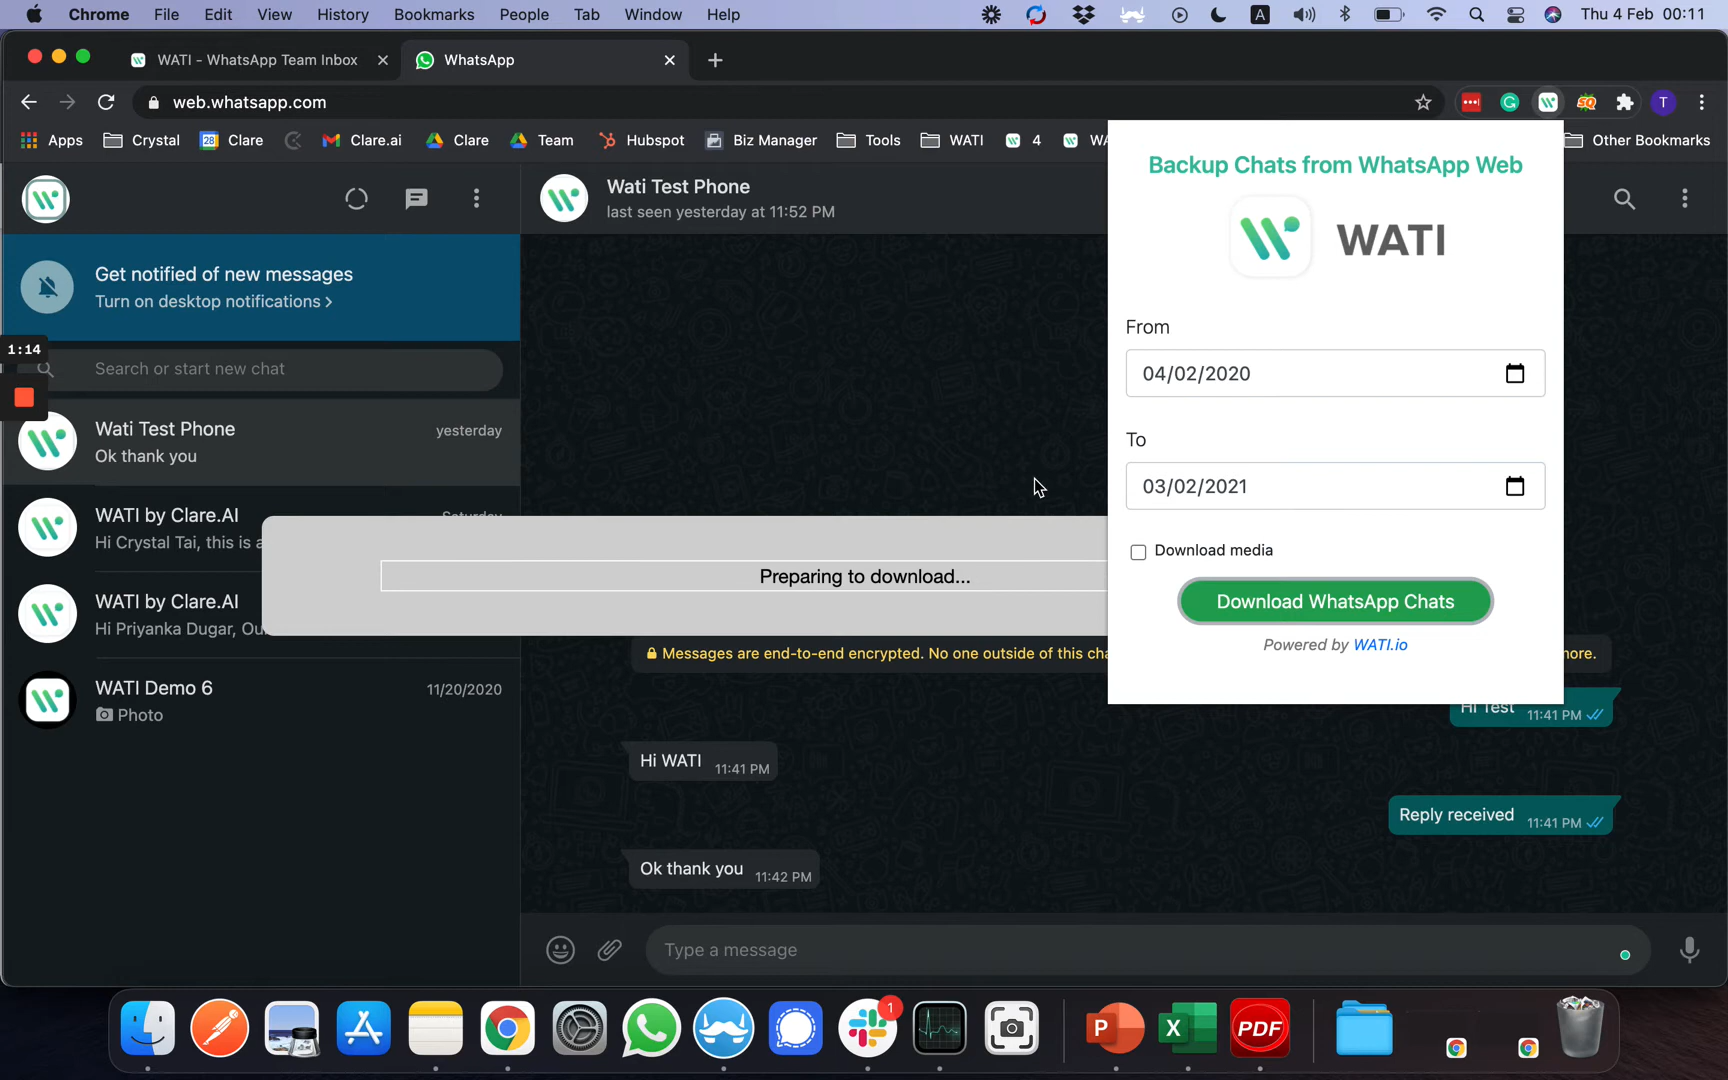 Chrome File Edit View History Bookmarks People Tab Window Help A Thu 4 Feb 00:11
WATI - WhatsApp Team Inbox WhatsApp
web.whatsapp.com T
Apps Crystal 28 Clare Clare.ai Clare Team Hubspot Biz Manager Tools WATI 4 WA Other Bookmarks
Wati Test Phone
last seen yesterday at 11:52 PM
Get notified of new messages
Turn on desktop notifications >
1:14
Search or start new chat
Wati Test Phone yesterday
Ok thank you
WATI by Clare.AI Saturday
Hi Crystal Tai, this is a
WATI by Clare.AI
Hi Priyanka Dugar, Ou
WATI Demo 6 11/20/2020
Photo
Preparing to download...
Backup Chats from WhatsApp Web
WATI
From
04/02/2020
To
03/02/2021
Download media
Download WhatsApp Chats
Powered by WATI.io
Messages are end-to-end encrypted. No one outside of this cha
ore.
Hi Test 11:41 PM
Hi WATI 11:41 PM
Reply received 11:41 PM
Ok thank you 11:42 PM
Type a message
1
P X PDF